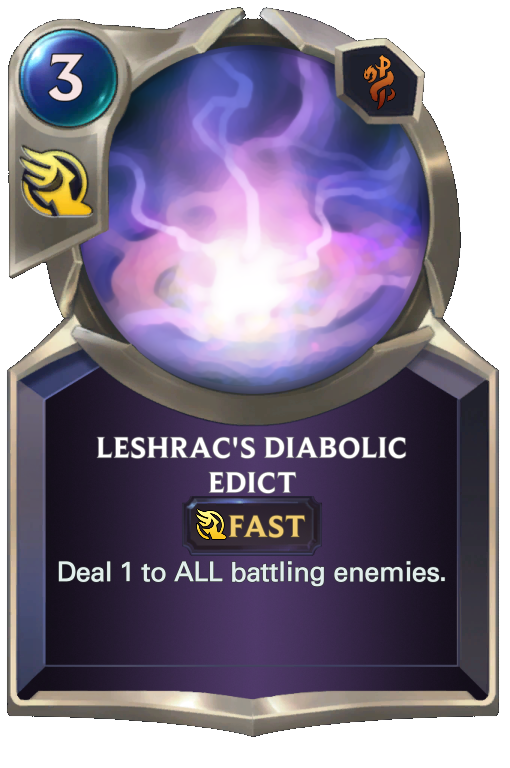 3
LESHRAC'S DIABOLIC
EDICT
FAST
Deal 1 to ALL battling enemies.